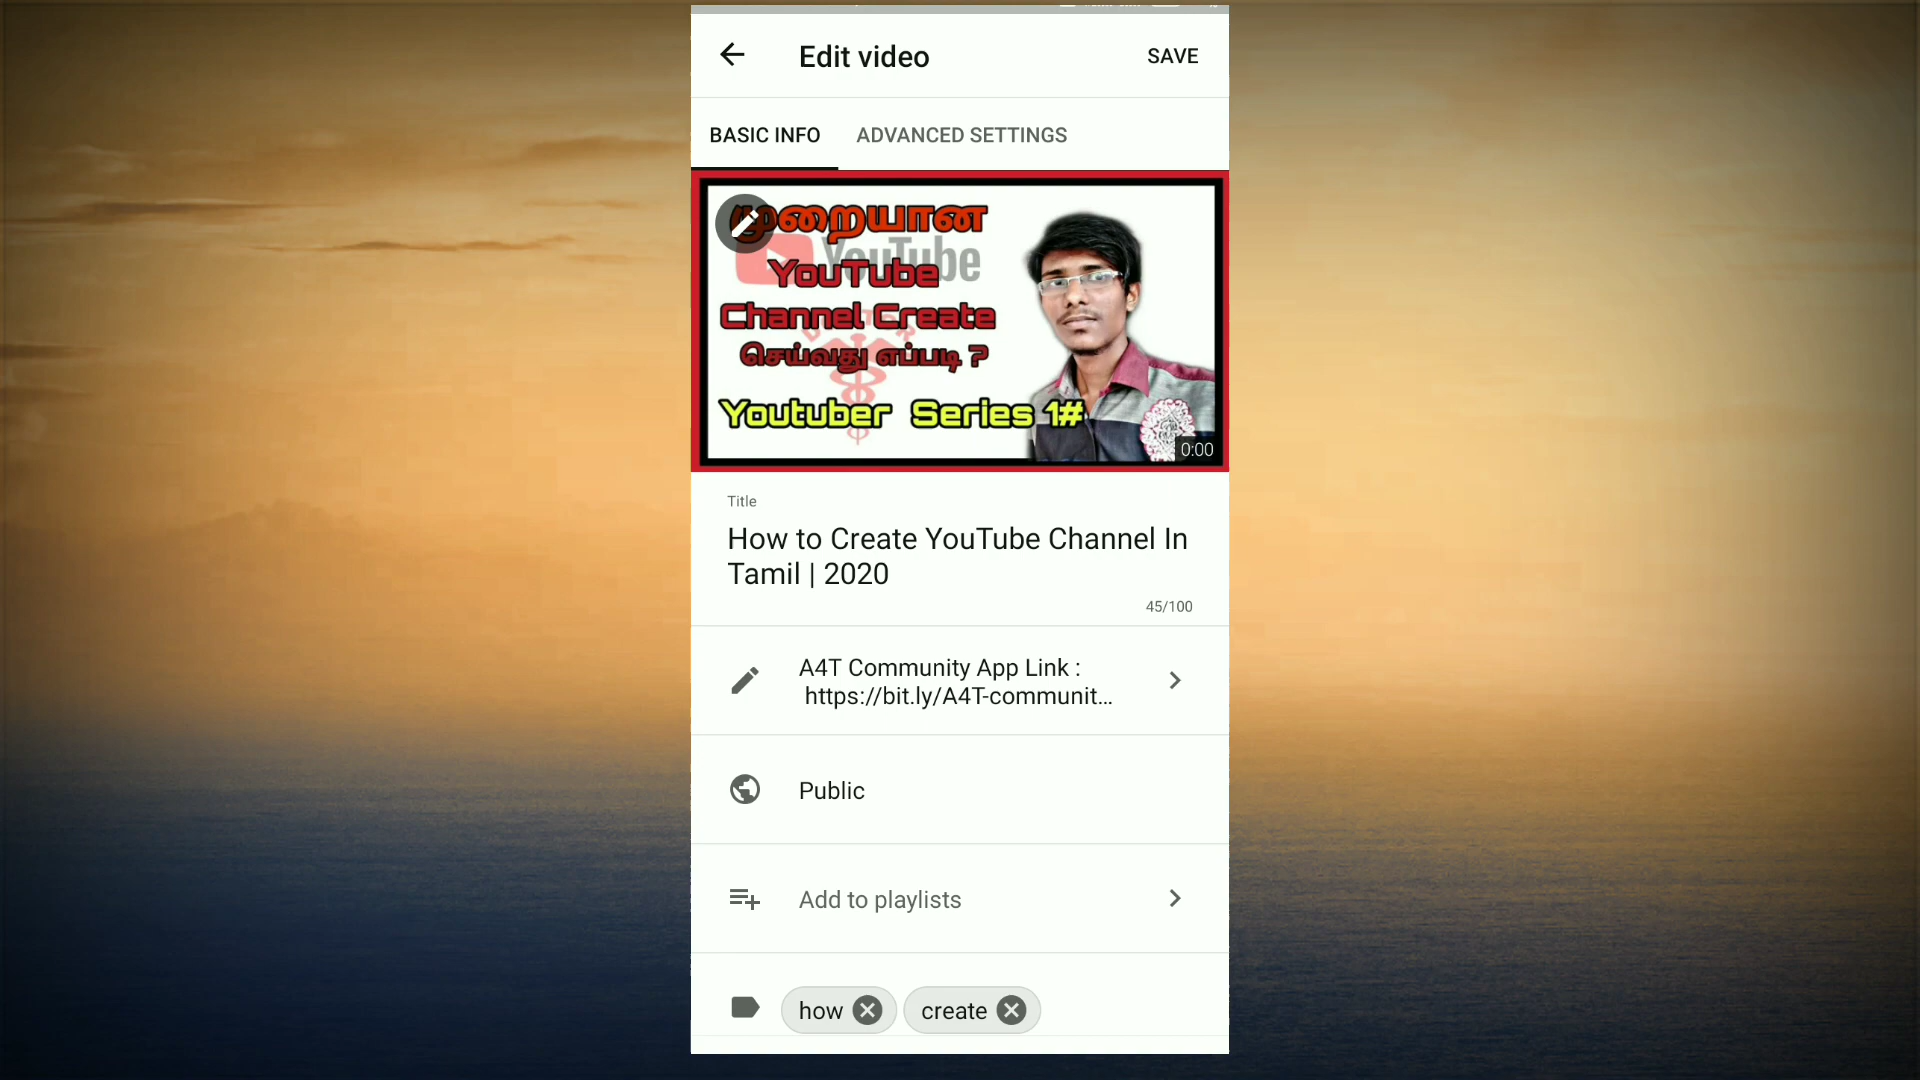 Edit video
SAVE
BASIC INFO
ADVANCED SETTINGS
முறையான
YouTube
YouTube
Channel Create
செய்வது எப்படி ?
Youtuber Series 1#
0:00
Title
How to Create YouTube Channel In
Tamil | 2020
45/100
A4T Community App Link :
https://bit.ly/A4T-communit...
Public
Add to playlists
how
create